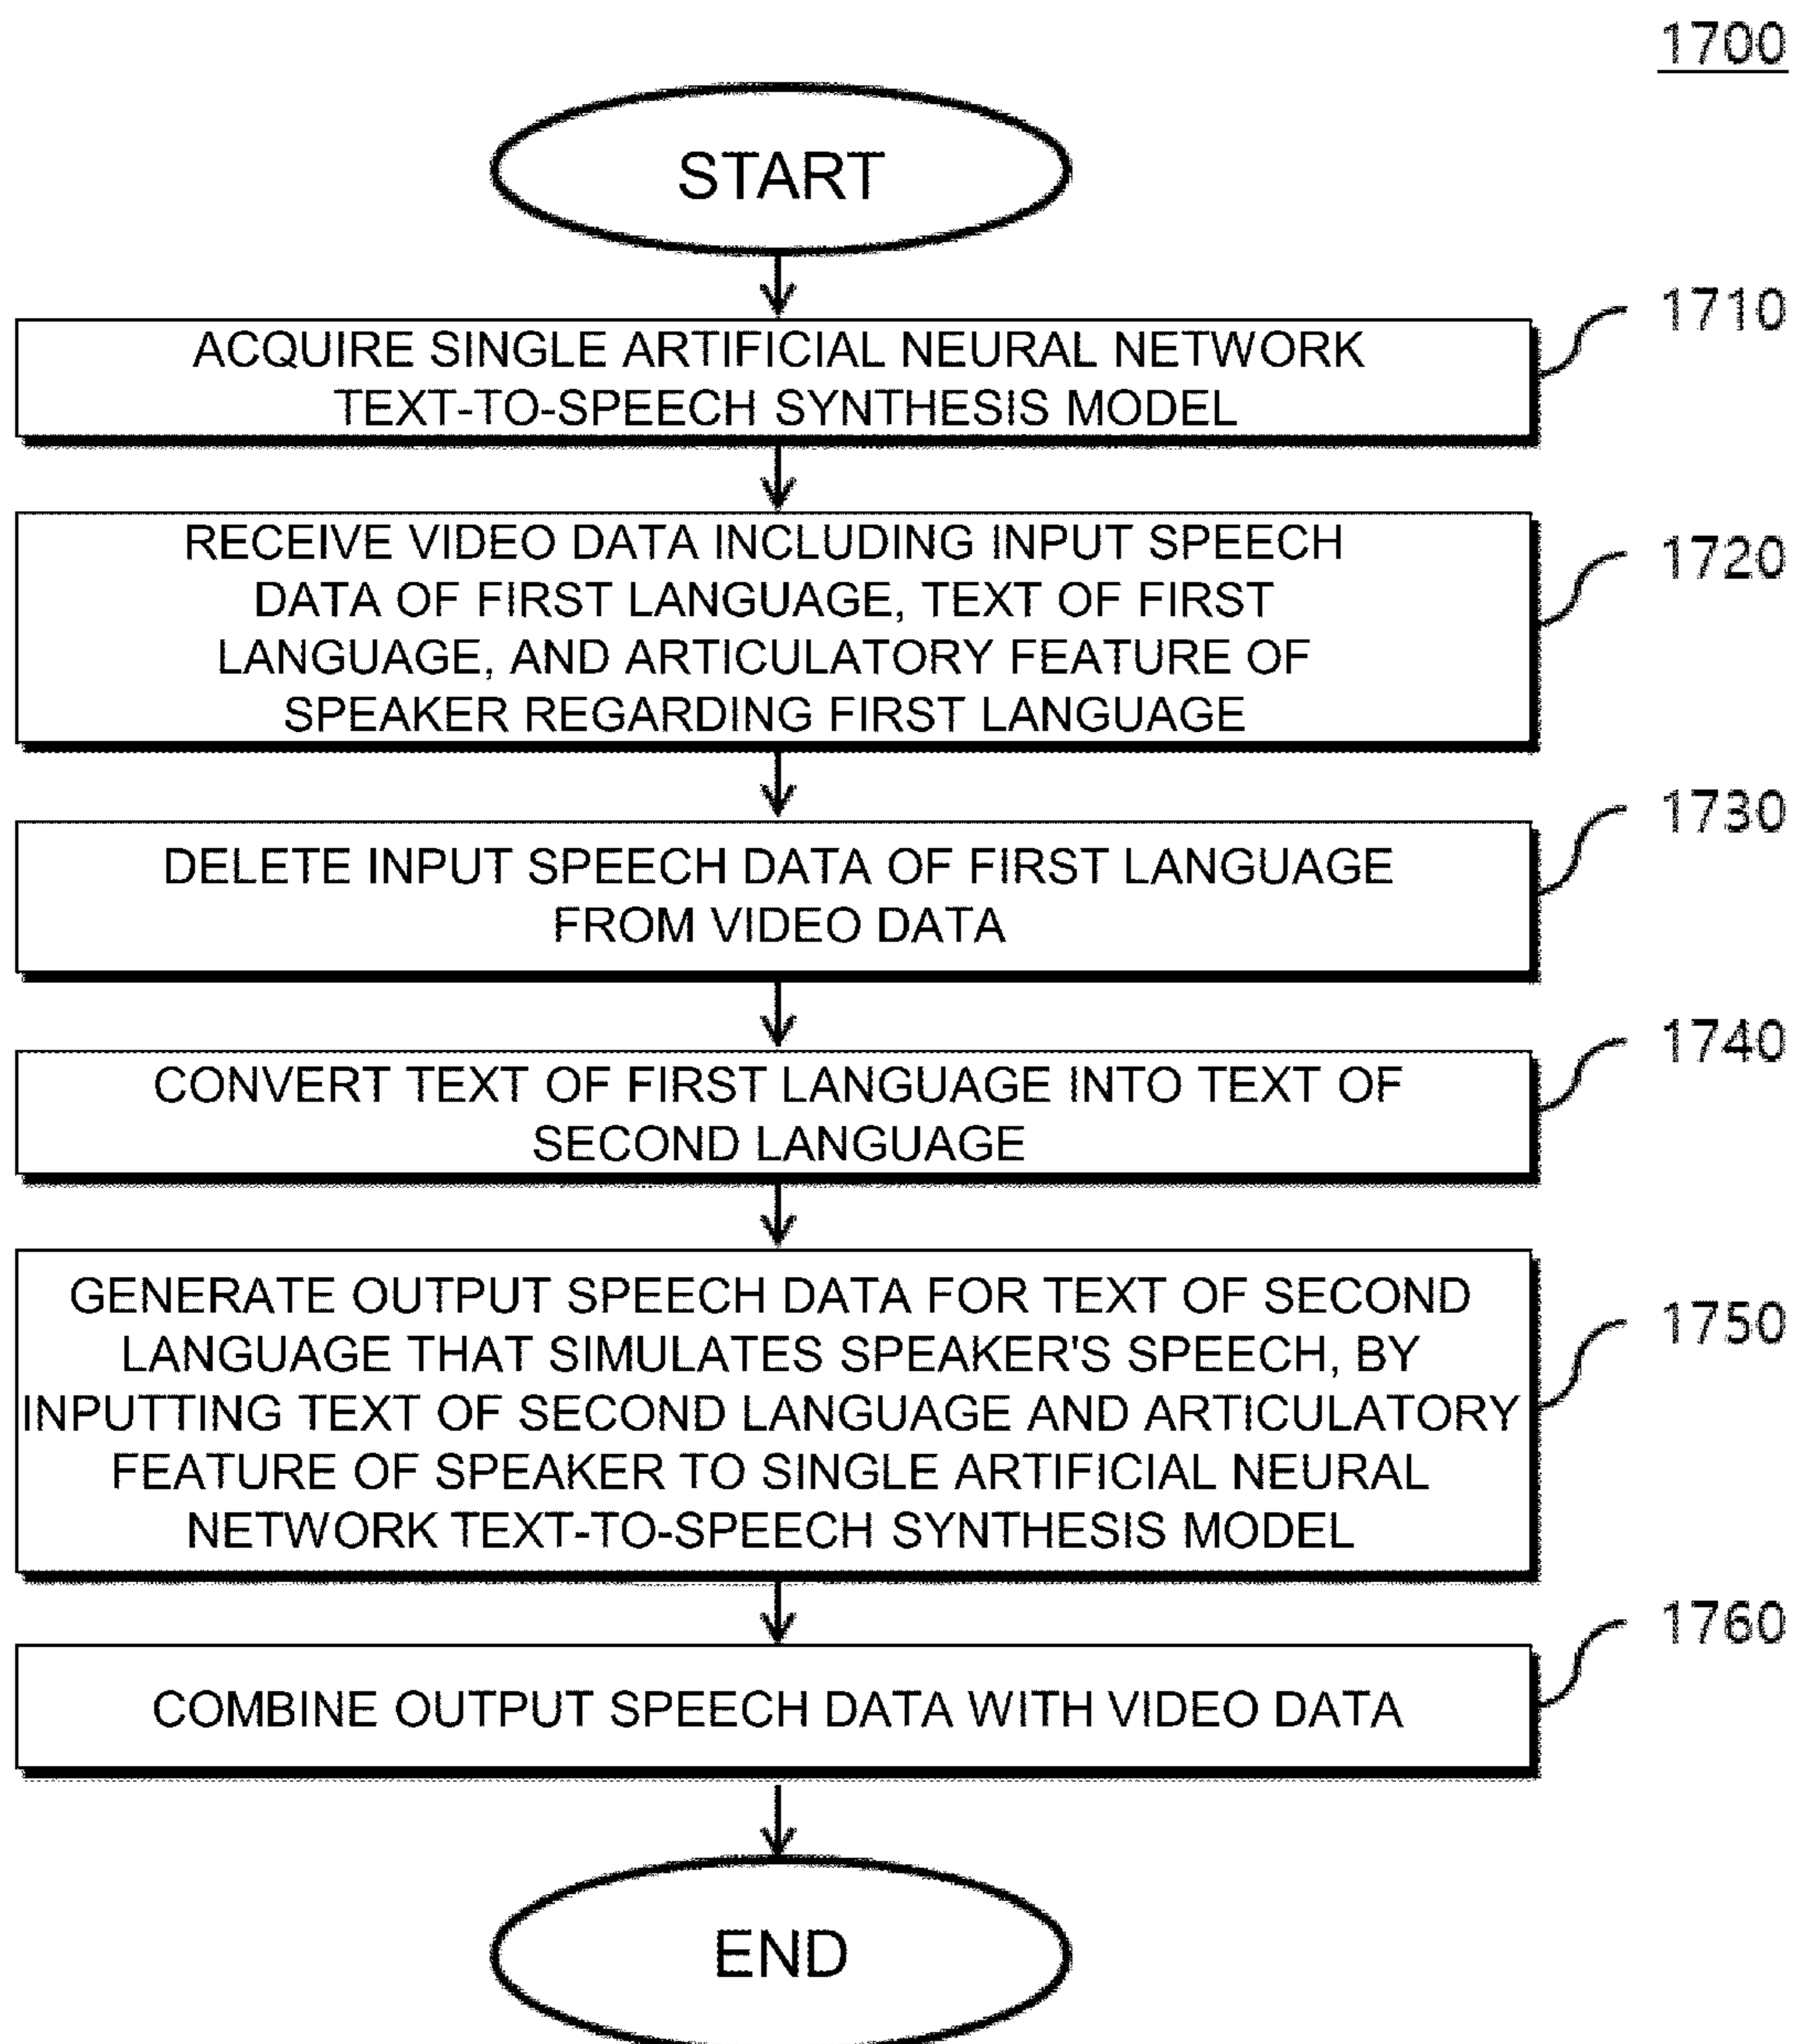 1700
START
1710
ACQUIRE SINGLE ARTIFICIAL NEURAL NETWORK
TEXT-TO-SPEECH SYNTHESIS MODEL
1720
RECEIVE VIDEO DATA INCLUDING INPUT SPEECH
DATA OF FIRST LANGUAGE, TEXT OF FIRST
LANGUAGE, AND ARTICULATORY FEATURE OF
SPEAKER REGARDING FIRST LANGUAGE
1730
DELETE INPUT SPEECH DATA OF FIRST LANGUAGE
FROM VIDEO DATA
1740
CONVERT TEXT OF FIRST LANGUAGE INTO TEXT OF
SECOND LANGUAGE
1750
GENERATE OUTPUT SPEECH DATA FOR TEXT OF SECOND
LANGUAGE THAT SIMULATES SPEAKER'S SPEECH, BY
INPUTTING TEXT OF SECOND LANGUAGE AND ARTICULATORY
FEATURE OF SPEAKER TO SINGLE ARTIFICIAL NEURAL
NETWORK TEXT-TO-SPEECH SYNTHESIS MODEL
1760
COMBINE OUTPUT SPEECH DATA WITH VIDEO DATA
END